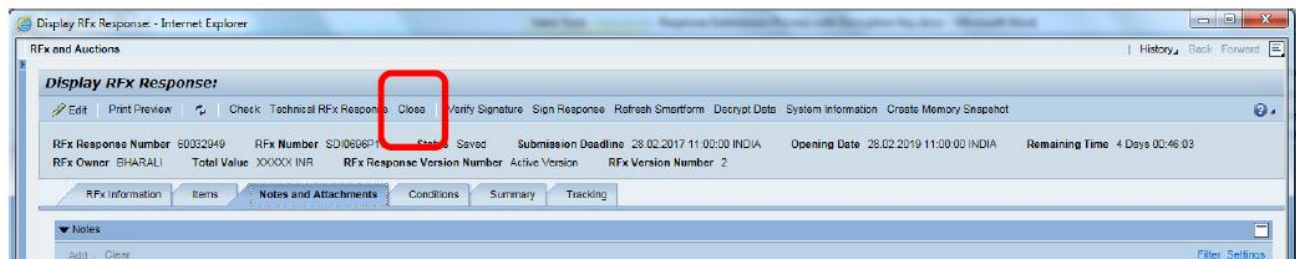 Display RFx Response: - Internet Explorer
RFx and Auctions | History Back Forward
Display RFx Response:
Edit | Print Preview | Check Technical RFx Response Close | Verify Signature Sign Response Refresh Smartform Decrypt Data System Information Create Memory Snapshot
RFx Response Number 60032949 RFx Number SDI0696P1 Status Saved Submission Deadline 28.02.2017 11:00:00 INDIA Opening Date 28.02.2019 11:00:00 INDIA Remaining Time 4 Days 00:46:03
RFx Owner BHARALI Total Value XXXXX INR RFx Response Version Number Active Version RFx Version Number 2
RFx Information Items Notes and Attachments Conditions Summary Tracking
Notes
Add Clear Filter Settings